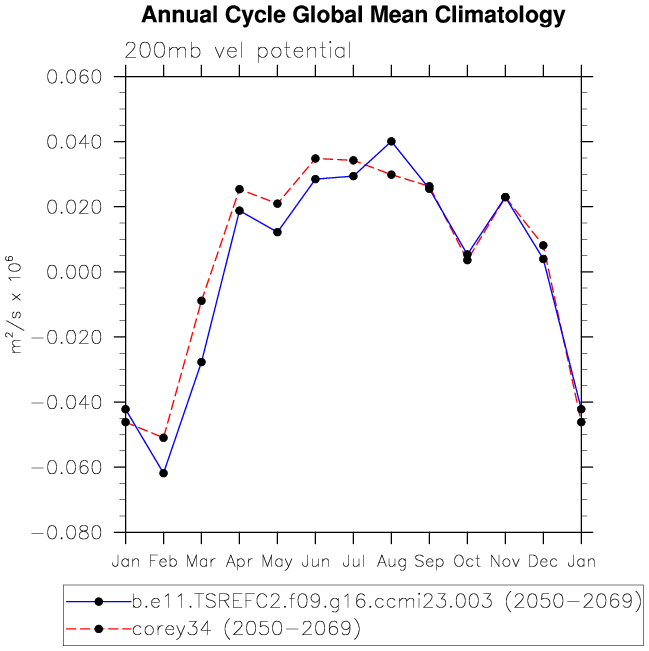 Annual Cycle Global Mean Climatology
200mb vel potential
0.060
0.040
0.020
0.000
−0.020
−0.040
−0.060
−0.080
m²/s x 10⁶
Jan Feb Mar Apr May Jun Jul Aug Sep Oct Nov Dec Jan
b.e11.TSREFC2.f09.g16.ccmi23.003 (2050−2069)
corey34 (2050−2069)